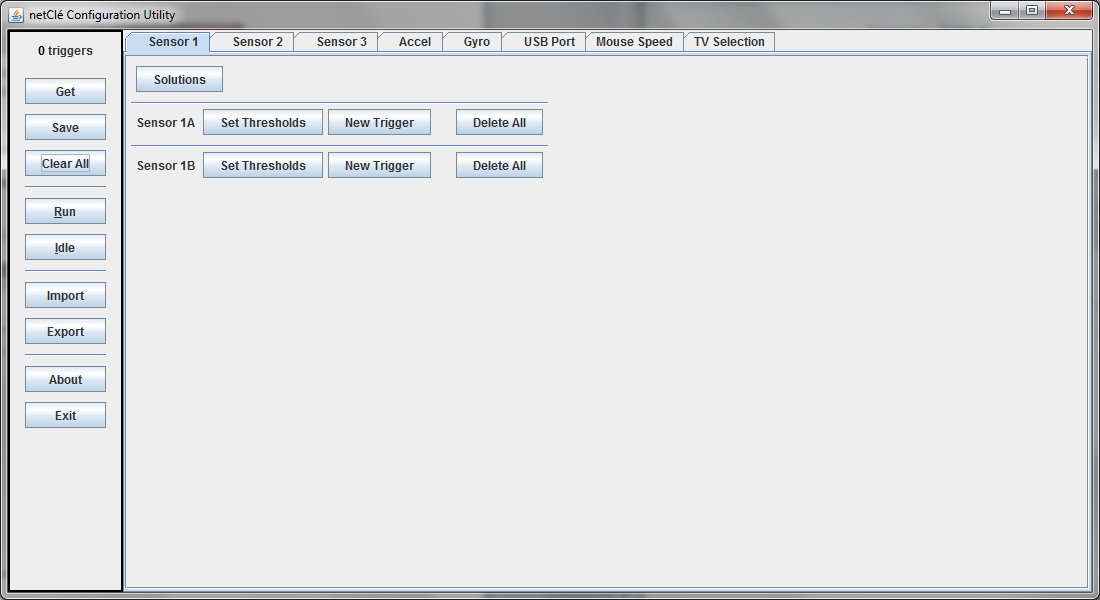 netClé Configuration Utility
0 triggers
Get
Save
Clear All
Run
Idle
Import
Export
About
Exit
Sensor 1 Sensor 2 Sensor 3 Accel Gyro USB Port Mouse Speed TV Selection
Solutions
Sensor 1A Set Thresholds New Trigger Delete All
Sensor 1B Set Thresholds New Trigger Delete All